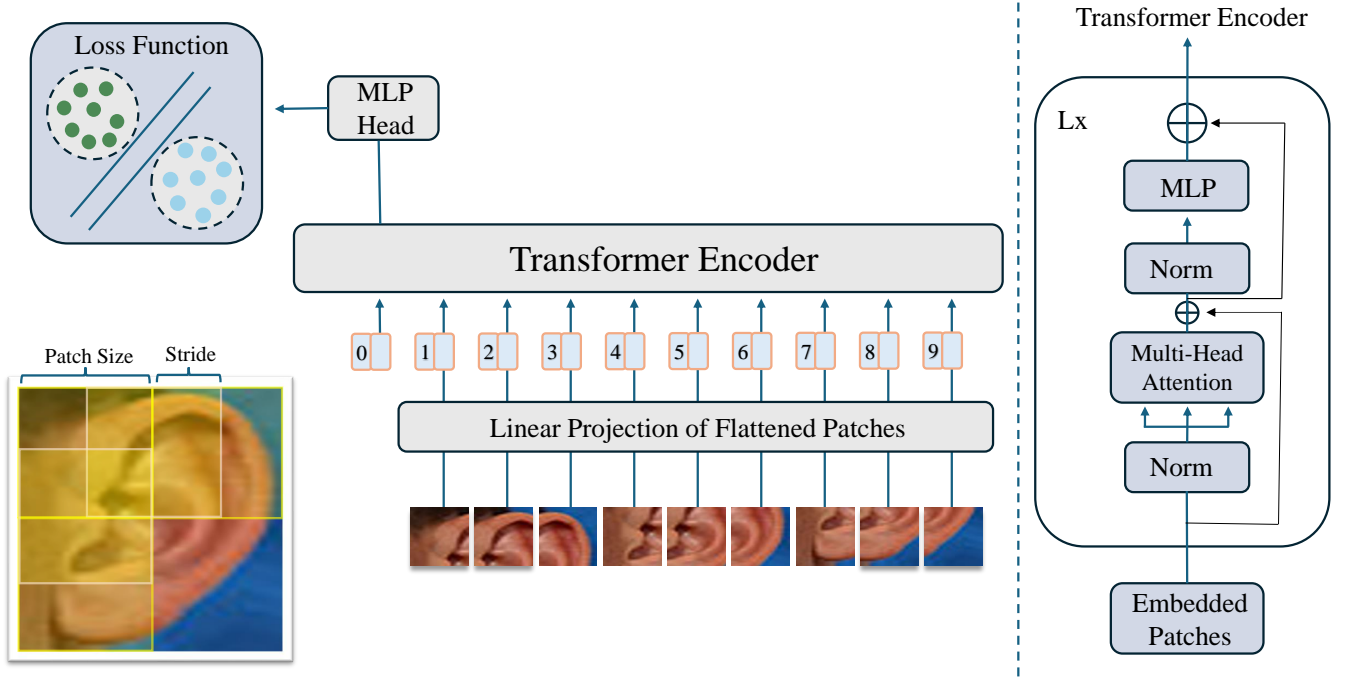 Loss Function
MLP
Head
Transformer Encoder
0 1 2 3 4 5 6 7 8 9
Linear Projection of Flattened Patches
Patch Size Stride
Transformer Encoder
Lx
MLP
Norm
Multi-Head
Attention
Norm
Embedded
Patches